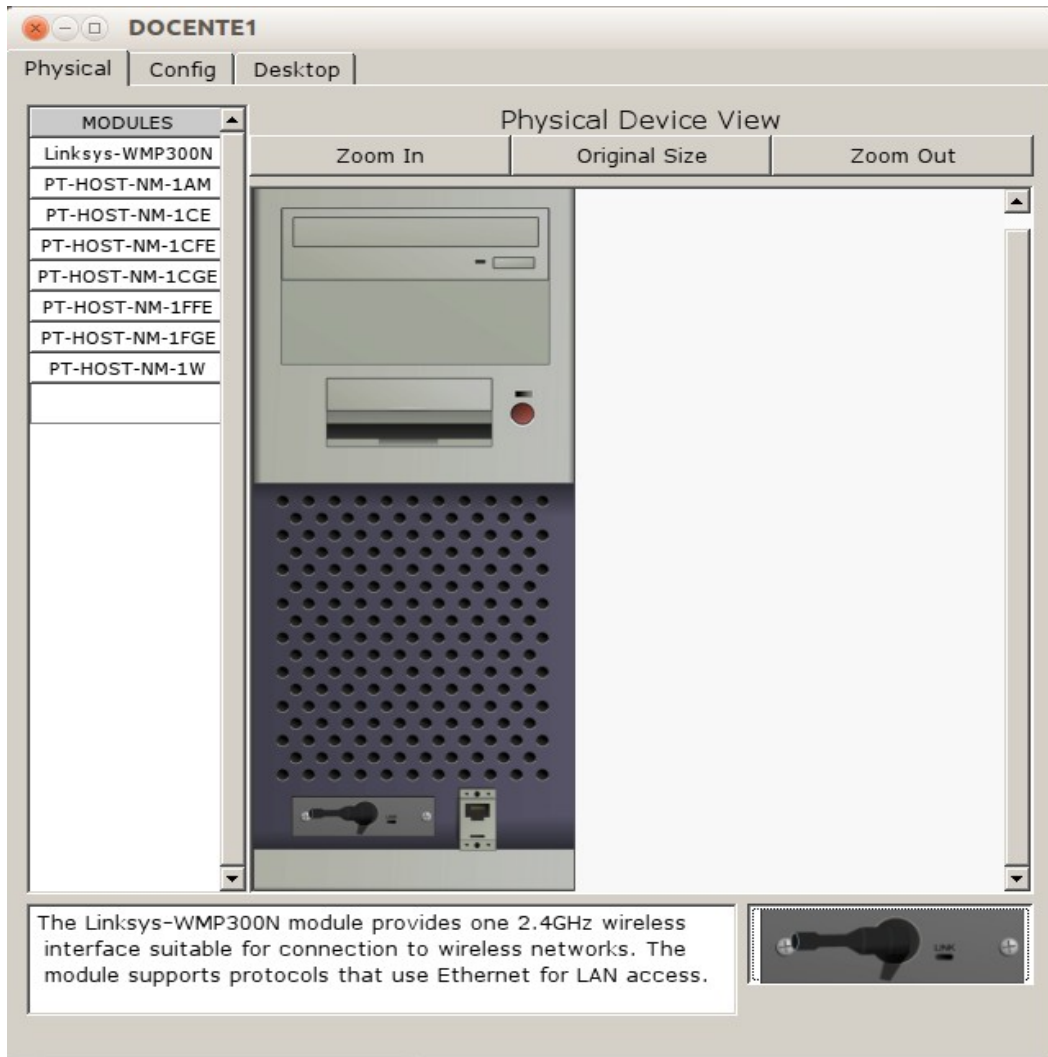 DOCENTE1
Physical Config Desktop
MODULES
Linksys-WMP300N
PT-HOST-NM-1AM
PT-HOST-NM-1CE
PT-HOST-NM-1CFE
PT-HOST-NM-1CGE
PT-HOST-NM-1FFE
PT-HOST-NM-1FGE
PT-HOST-NM-1W
Physical Device View
Zoom In Original Size Zoom Out
The Linksys-WMP300N module provides one 2.4GHz wireless
interface suitable for connection to wireless networks. The
module supports protocols that use Ethernet for LAN access.
LINK